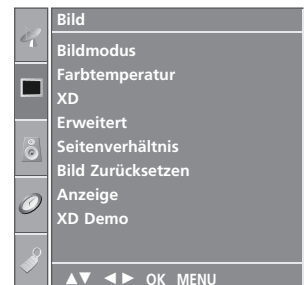 Bild
Bildmodus
Farbtemperatur
XD
Erweitert
Seitenverhältnis
Bild Zurücksetzen
Anzeige
XD Demo
▲▼ ◄► OK MENU